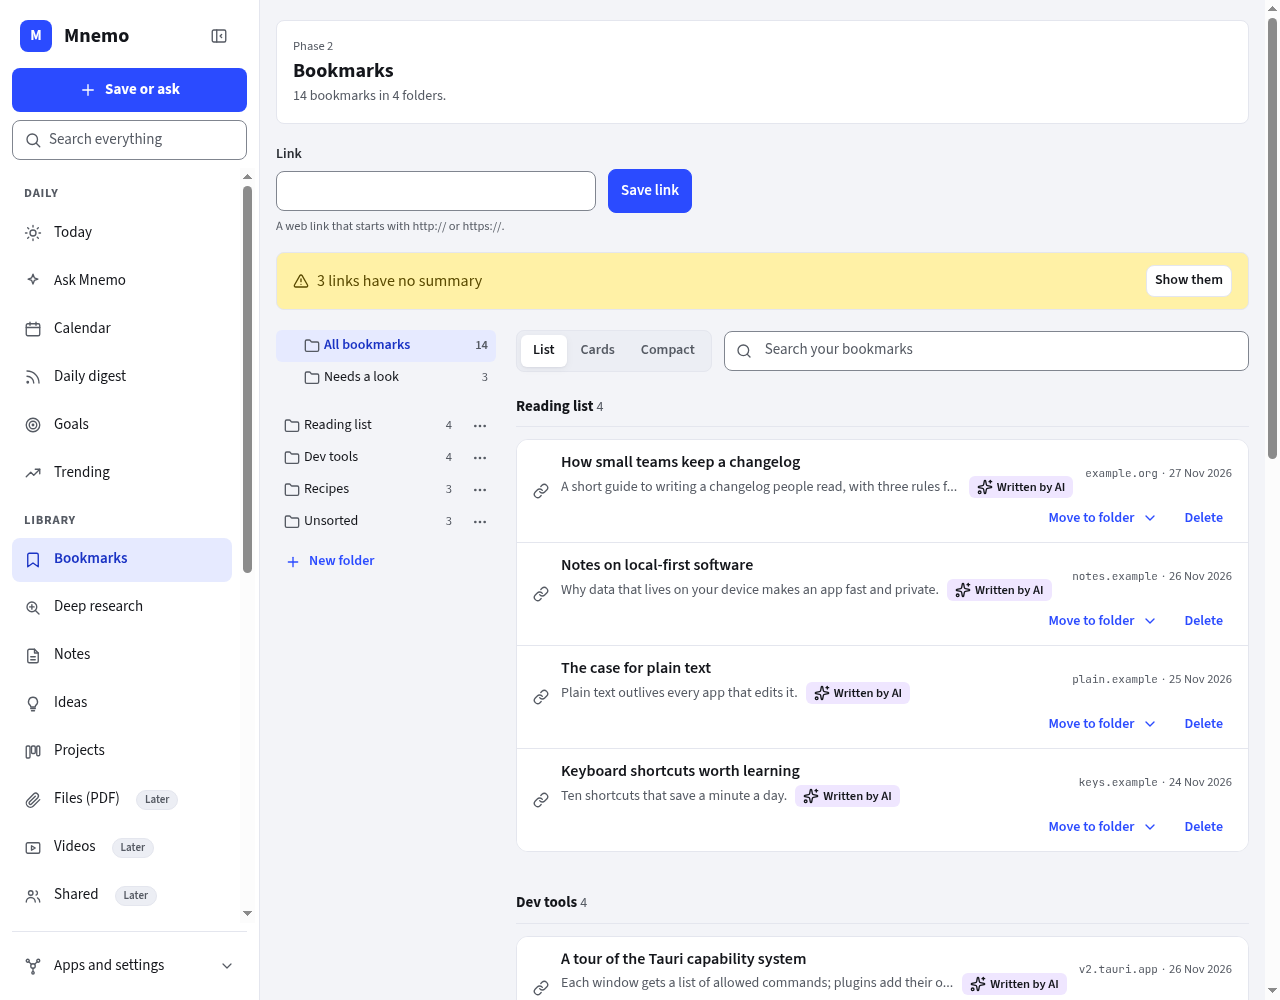 M Mnemo
Save or ask
Search everything
DAILY
Today
Ask Mnemo
Calendar
Daily digest
Goals
Trending
LIBRARY
Bookmarks
Deep research
Notes
Ideas
Projects
Files (PDF) Later
Videos Later
Shared Later
Apps and settings
Phase 2
Bookmarks
14 bookmarks in 4 folders.
Link
Save link
A web link that starts with http:// or https://.
3 links have no summary
Show them
All bookmarks 14
Needs a look 3
Reading list 4
Dev tools 4
Recipes 3
Unsorted 3
New folder
List Cards Compact
Search your bookmarks
Reading list 4
How small teams keep a changelog
A short guide to writing a changelog people read, with three rules f... Written by AI
example.org · 27 Nov 2026
Move to folder Delete
Notes on local-first software
Why data that lives on your device makes an app fast and private. Written by AI
notes.example · 26 Nov 2026
Move to folder Delete
The case for plain text
Plain text outlives every app that edits it. Written by AI
plain.example · 25 Nov 2026
Move to folder Delete
Keyboard shortcuts worth learning
Ten shortcuts that save a minute a day. Written by AI
keys.example · 24 Nov 2026
Move to folder Delete
Dev tools 4
A tour of the Tauri capability system
Each window gets a list of allowed commands; plugins add their o... Written by AI
v2.tauri.app · 26 Nov 2026